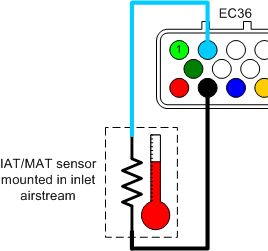 EC36
1
IAT/MAT sensor
mounted in inlet
airstream